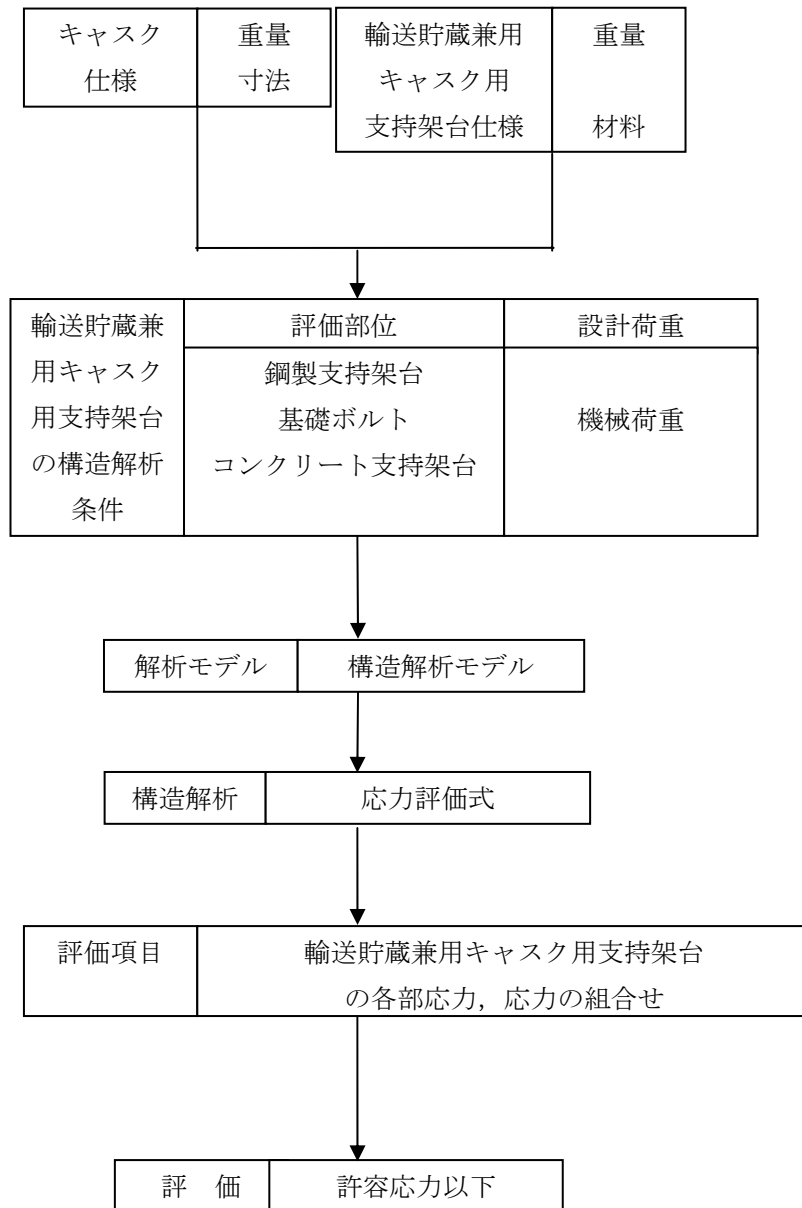 キャスク
仕様
重量
寸法
輸送貯蔵兼用
キャスク用
支持架台仕様
重量
材料
輸送貯蔵兼
用キャスク
用支持架台
の構造解析
条件
評価部位
鋼製支持架台
基礎ボルト
コンクリート支持架台
設計荷重
機械荷重
解析モデル
構造解析モデル
構造解析
応力評価式
評価項目
輸送貯蔵兼用キャスク用支持架台
の各部応力，応力の組合せ
評　価
許容応力以下